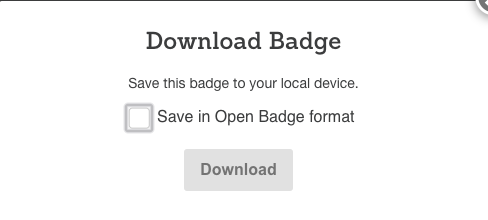 Download Badge
Save this badge to your local device.
Save in Open Badge format
Download